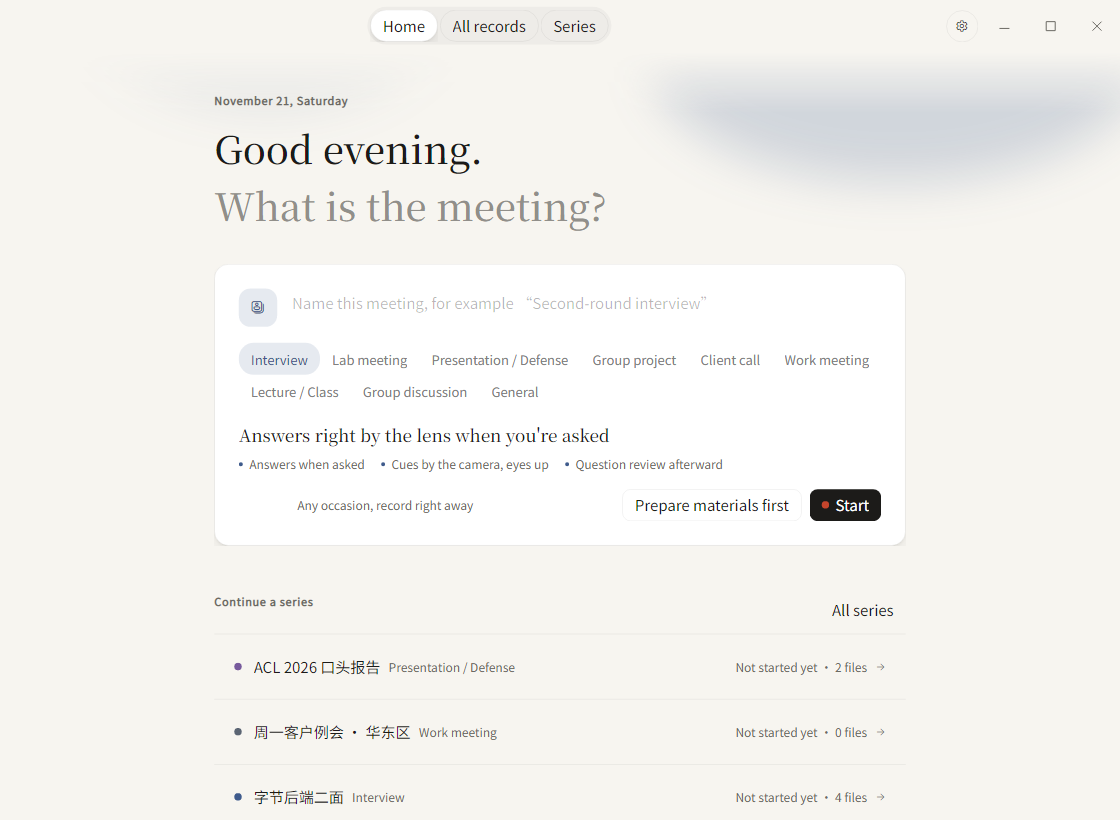 Home All records Series
November 21, Saturday
Good evening.
What is the meeting?
Name this meeting, for example “Second-round interview”
Interview Lab meeting Presentation / Defense Group project Client call Work meeting
Lecture / Class Group discussion General
Answers right by the lens when you're asked
• Answers when asked • Cues by the camera, eyes up • Question review afterward
Any occasion, record right away Prepare materials first Start
Continue a series
All series
ACL 2026 口头报告 Presentation / Defense Not started yet • 2 files →
周一客户例会 · 华东区 Work meeting Not started yet • 0 files →
字节后端二面 Interview Not started yet • 4 files →